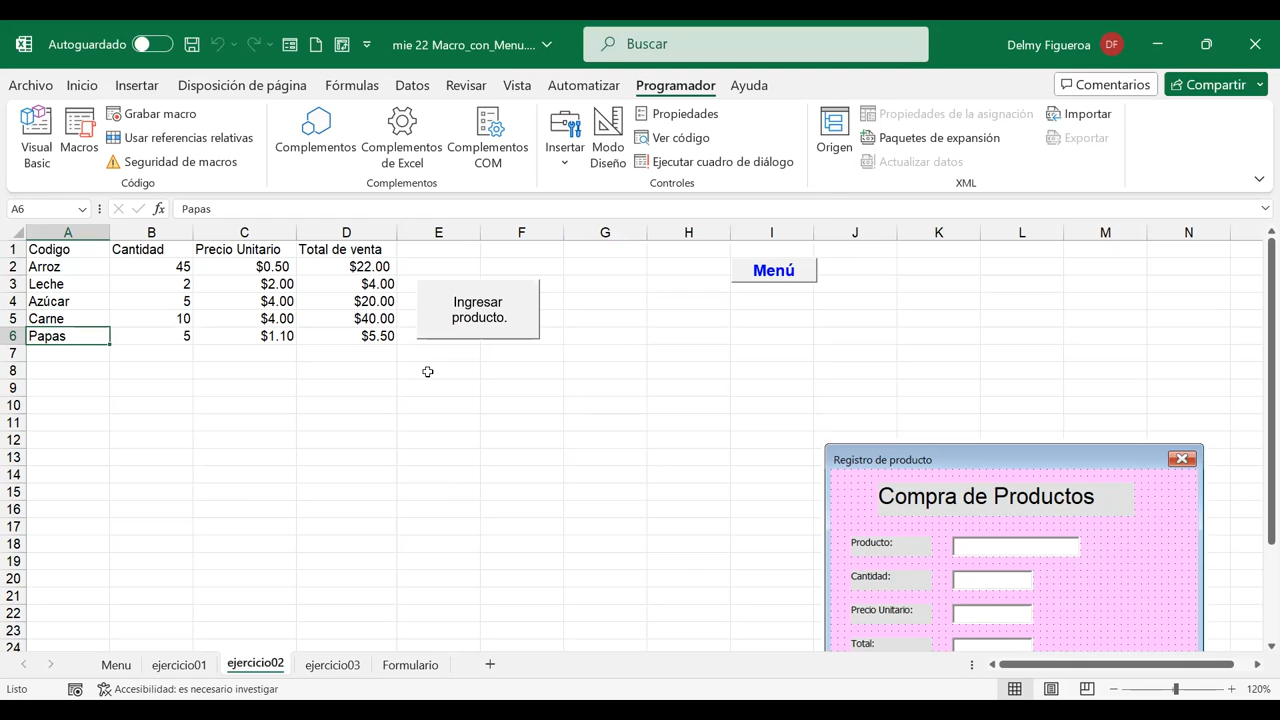 Autoguardado
mie 22 Macro_con_Menu....
Buscar
Delmy Figueroa DF
Archivo Inicio Insertar Disposición de página Fórmulas Datos Revisar Vista Automatizar Programador Ayuda
Comentarios Compartir
Visual Basic
Macros
Grabar macro
Usar referencias relativas
Seguridad de macros
Código
Complementos
Complementos de Excel
Complementos COM
Complementos
Insertar
Modo Diseño
Propiedades
Ver código
Ejecutar cuadro de diálogo
Controles
Origen
Propiedades de la asignación
Paquetes de expansión
Actualizar datos
Importar
Exportar
XML
A6 fx Papas
A B C D E F G H I J K L M N
1 Codigo Cantidad Precio Unitario Total de venta
2 Arroz 45 $0.50 $22.00
3 Leche 2 $2.00 $4.00
4 Azúcar 5 $4.00 $20.00
5 Carne 10 $4.00 $40.00
6 Papas 5 $1.10 $5.50
7
8
9
10
11
12
13
14
15
16
17
18
19
20
21
22
23
24
Ingresar
producto.
Menú
Registro de producto
Compra de Productos
Producto:
Cantidad:
Precio Unitario:
Total:
Menu ejercicio01 ejercicio02 ejercicio03 Formulario
Listo Accesibilidad: es necesario investigar 120%